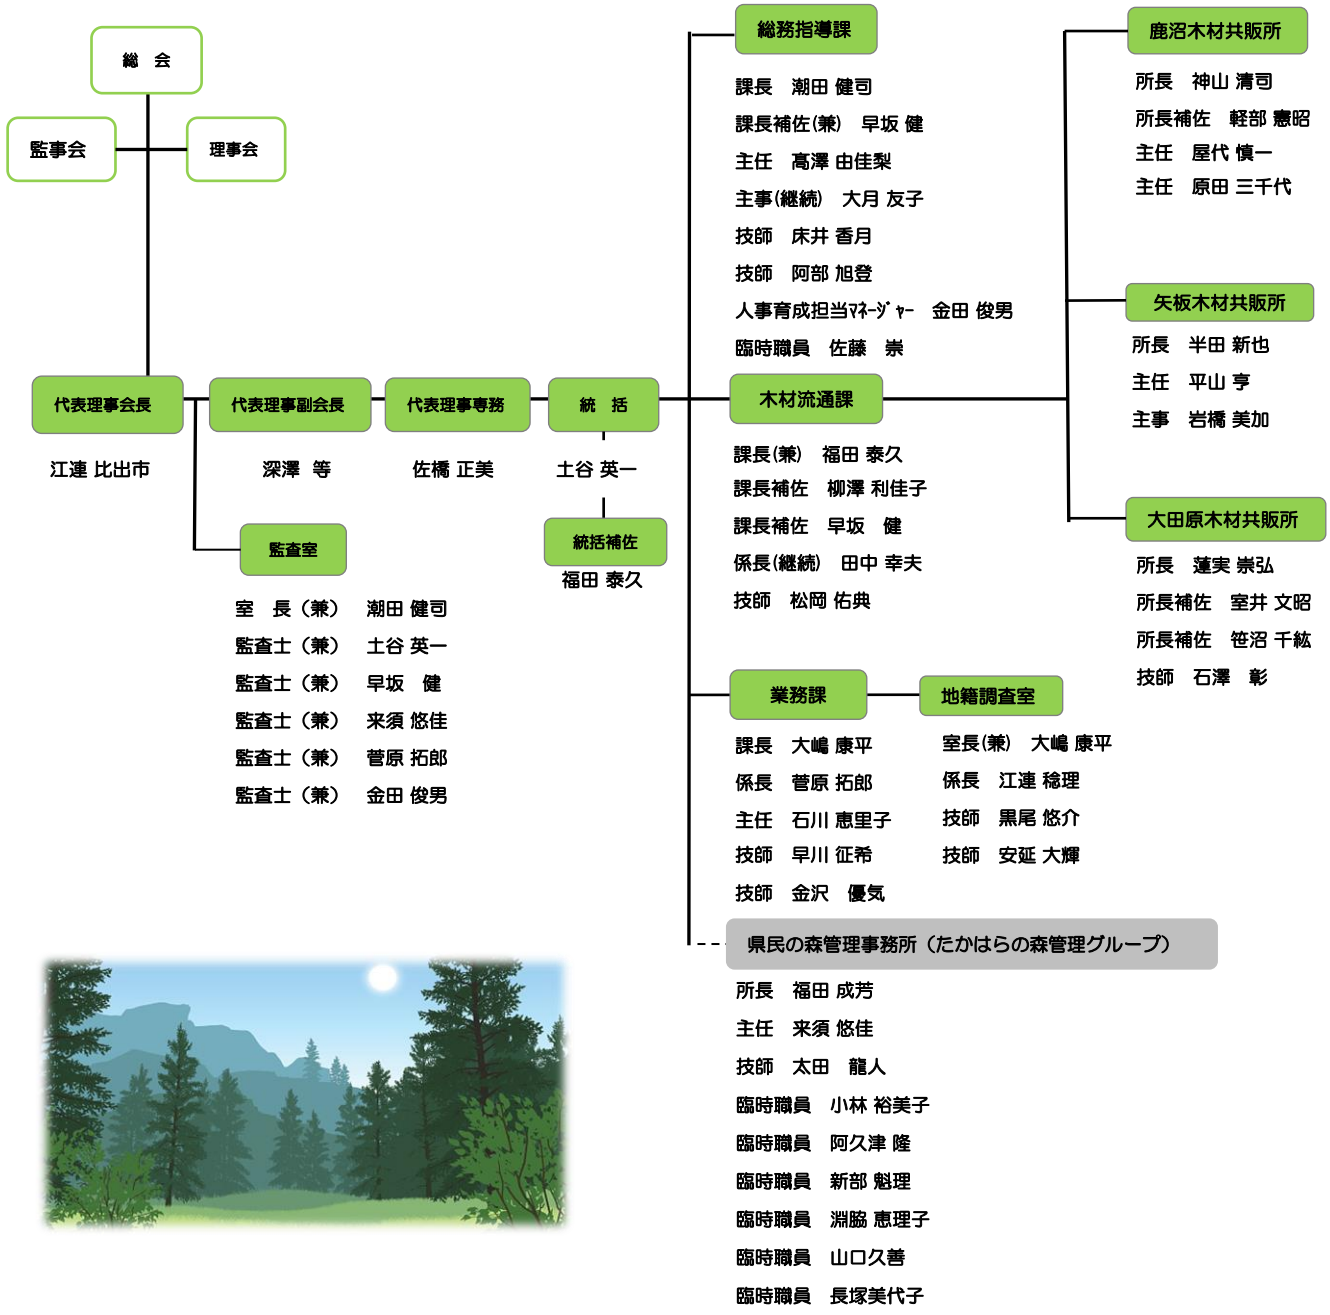 総　会
監事会
理事会
代表理事会長
江連 比出市
代表理事副会長
深澤 等
代表理事専務
佐橋 正美
統　括
土谷 英一
統括補佐
福田 泰久
監査室
室　長（兼）　潮田 健司
監査士（兼）　土谷 英一
監査士（兼）　早坂　健
監査士（兼）　来須 悠佳
監査士（兼）　菅原 拓郎
監査士（兼）　金田 俊男
総務指導課
課長　潮田 健司
課長補佐(兼)　早坂 健
主任　髙澤 由佳梨
主事(継続)　大月 友子
技師　床井 香月
技師　阿部 旭登
人事育成担当ﾏﾈｰｼﾞｬｰ　金田 俊男
臨時職員　佐藤　崇
木材流通課
課長(兼)　福田 泰久
課長補佐　柳澤 利佳子
課長補佐　早坂　健
係長(継続)　田中 幸夫
技師　松岡 佑典
業務課
課長　大嶋 康平
係長　菅原 拓郎
主任　石川 恵里子
技師　早川 征希
技師　金沢　優気
地籍調査室
室長(兼)　大嶋 康平
係長　江連 稔理
技師　黒尾 悠介
技師　安延 大輝
県民の森管理事務所（たかはらの森管理グループ）
所長　福田 成芳
主任　来須 悠佳
技師　太田　龍人
臨時職員　小林 裕美子
臨時職員　阿久津 隆
臨時職員　新部 魁理
臨時職員　淵脇 恵理子
臨時職員　山口久善
臨時職員　長塚美代子
鹿沼木材共販所
所長　神山 清司
所長補佐　軽部 憲昭
主任　屋代 慎一
主任　原田 三千代
矢板木材共販所
所長　半田 新也
主任　平山 亨
主事　岩橋 美加
大田原木材共販所
所長　蓬実 崇弘
所長補佐　室井 文昭
所長補佐　笹沼 千紘
技師　石澤　彰